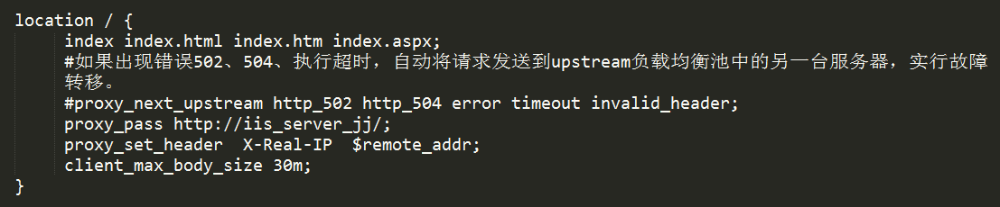 location / {
index index.html index.htm index.aspx;
#如果出现错误502、504、执行超时，自动将请求发送到upstream负载均衡池中的另一台服务器，实行故障
转移。
#proxy_next_upstream http_502 http_504 error timeout invalid_header;
proxy_pass http://iis_server_jj/;
proxy_set_header  X-Real-IP  $remote_addr;
client_max_body_size 30m;
}